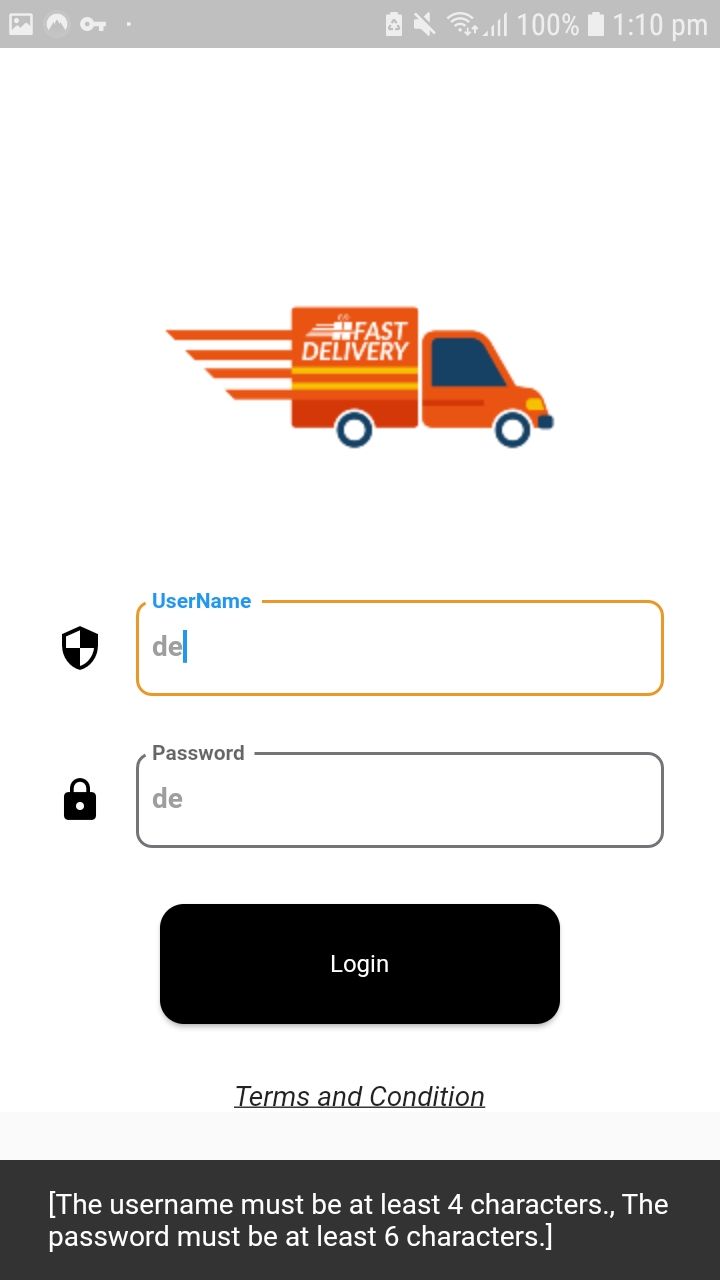 100% 1:10 pm
FAST
DELIVERY
UserName
de
Password
de
Login
Terms and Condition
[The username must be at least 4 characters., The
password must be at least 6 characters.]